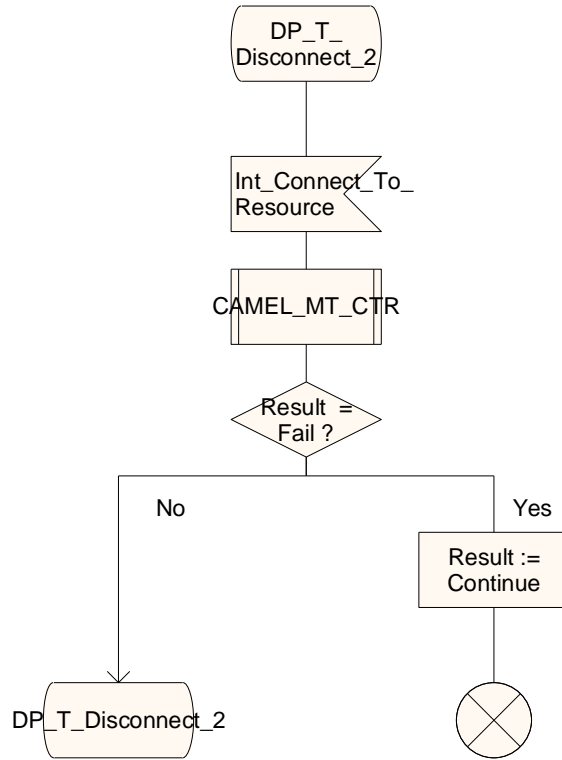 DP_T_
Disconnect_2
Int_Connect_To_
Resource
CAMEL_MT_CTR
Result =
Fail ?
No
Yes
Result :=
Continue
DP_T_Disconnect_2